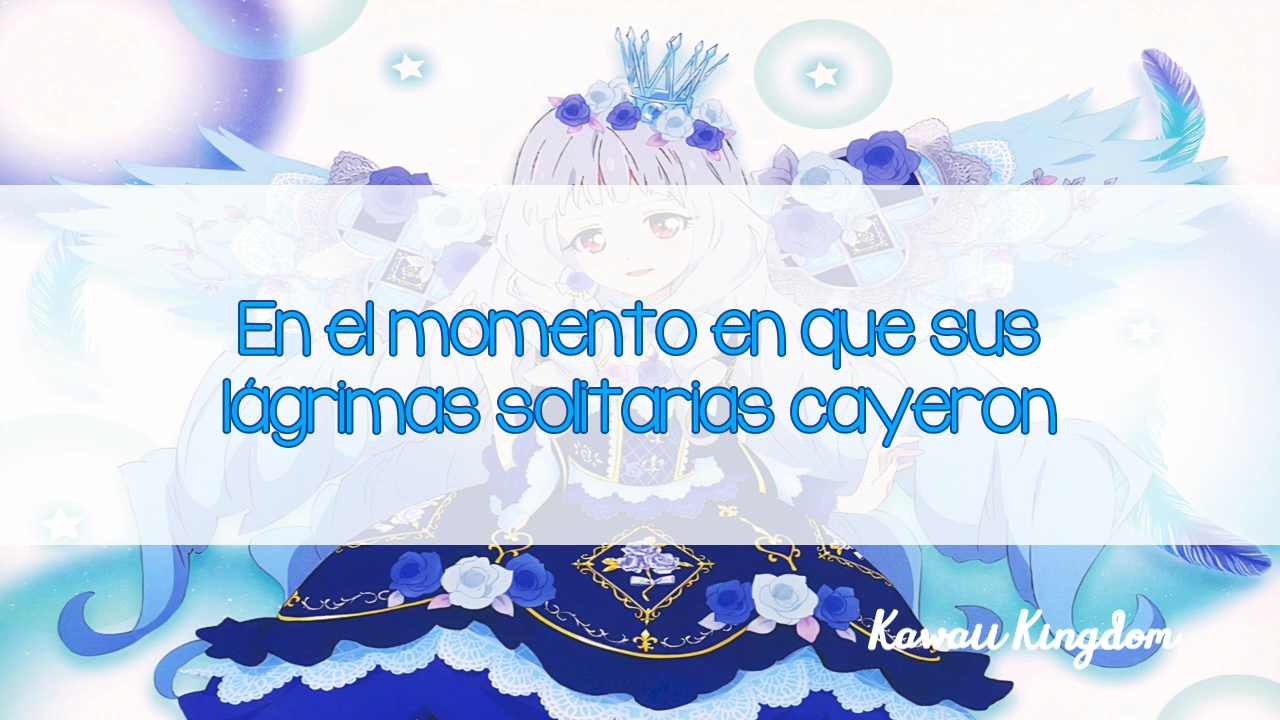 En el momento en que sus
lágrimas solitarias cayeron
Kawaii Kingdom